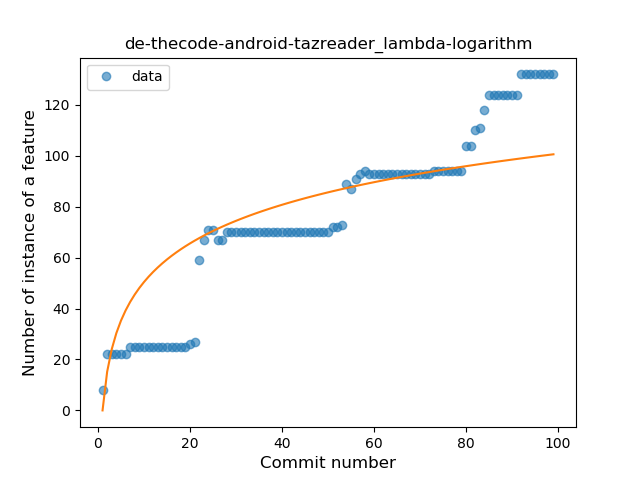 de-thecode-android-tazreader_lambda-logarithm
data
Number of instance of a feature
120
100
80
60
40
20
0
0 20 40 60 80 100
Commit number